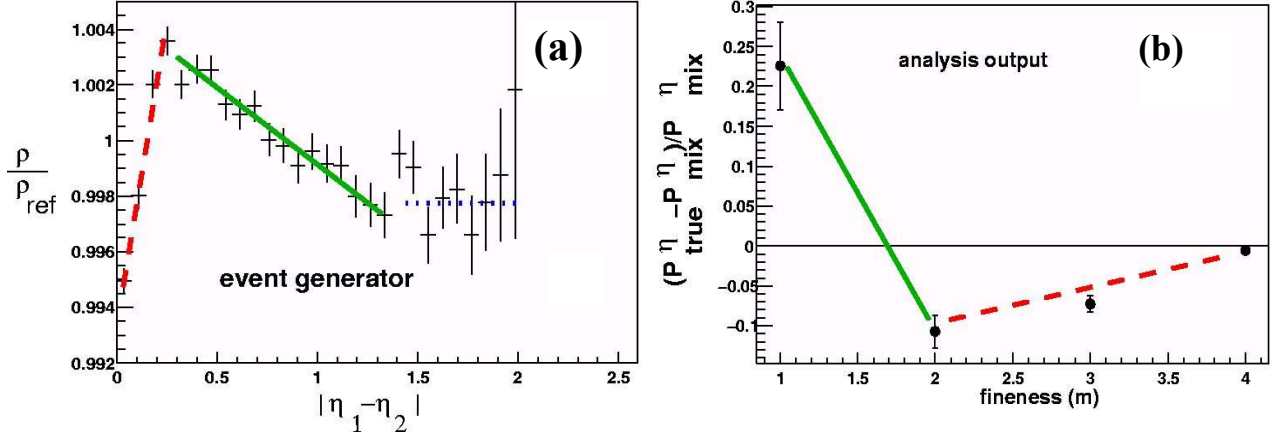 (a)
1.004
1.002
1
0.998
0.996
0.994
0.992
ρ
ρ
ref
event generator
0 0.5 1 1.5 2 2.5
|η1−η2|
(b)
analysis output
0.3
0.25
0.2
0.15
0.1
0.05
0
−0.05
−0.1
(P η true −P η mix )/P η mix
1 1.5 2 2.5 3 3.5 4
fineness (m)